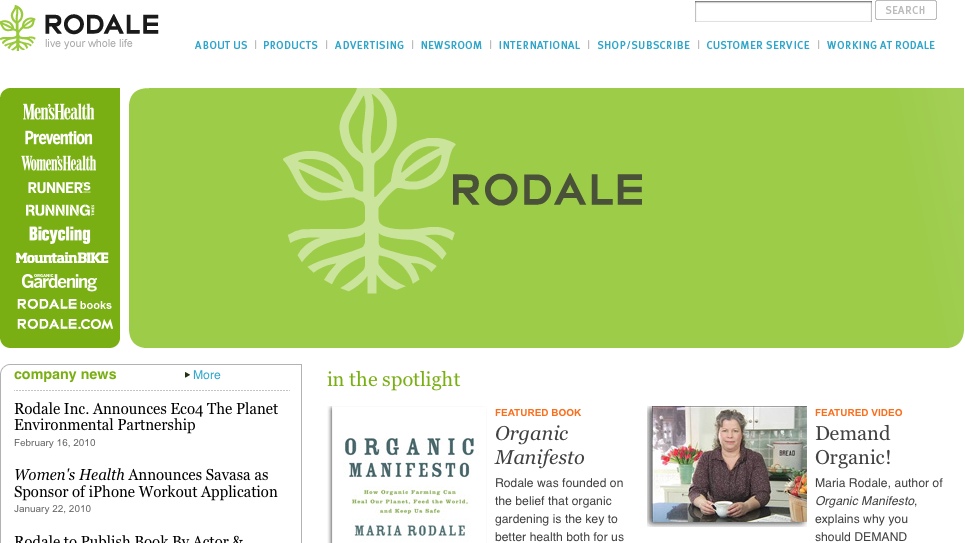 RODALE
live your whole life
SEARCH
ABOUT US | PRODUCTS | ADVERTISING | NEWSROOM | INTERNATIONAL | SHOP/SUBSCRIBE | CUSTOMER SERVICE | WORKING AT RODALE
Men'sHealth
Prevention
Women'sHealth
RUNNERS
RUNNING
Bicycling
MountainBIKE
ORGANIC
Gardening
RODALE books
RODALE.COM
RODALE
company news
More
Rodale Inc. Announces Eco4 The Planet
Environmental Partnership
February 16, 2010
Women's Health Announces Savasa as
Sponsor of iPhone Workout Application
January 22, 2010
Rodale to Publish Book By Actor &
in the spotlight
ORGANIC
MANIFESTO
How Organic Farming Can
Heal Our Planet, Feed the World,
and Keep Us Safe
MARIA RODALE
FEATURED BOOK
Organic
Manifesto
Rodale was founded on
the belief that organic
gardening is the key to
better health both for us
BREAD
FEATURED VIDEO
Demand
Organic!
Maria Rodale, author of
Organic Manifesto,
explains why you
should DEMAND